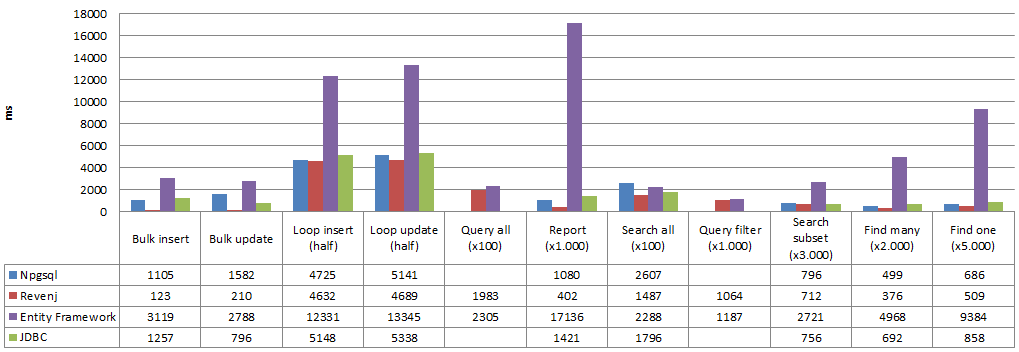 18000
16000
14000
12000
10000
8000
6000
4000
2000
0
ms
Bulk insert Bulk update Loop insert (half) Loop update (half) Query all (x100) Report (x1.000) Search all (x100) Query filter (x1.000) Search subset (x3.000) Find many (x2.000) Find one (x5.000)
Npgsql 1105 1582 4725 5141 1080 2607 796 499 686
Revenj 123 210 4632 4689 1983 402 1487 1064 712 376 509
Entity Framework 3119 2788 12331 13345 2305 17136 2288 1187 2721 4968 9384
JDBC 1257 796 5148 5338 1421 1796 756 692 858